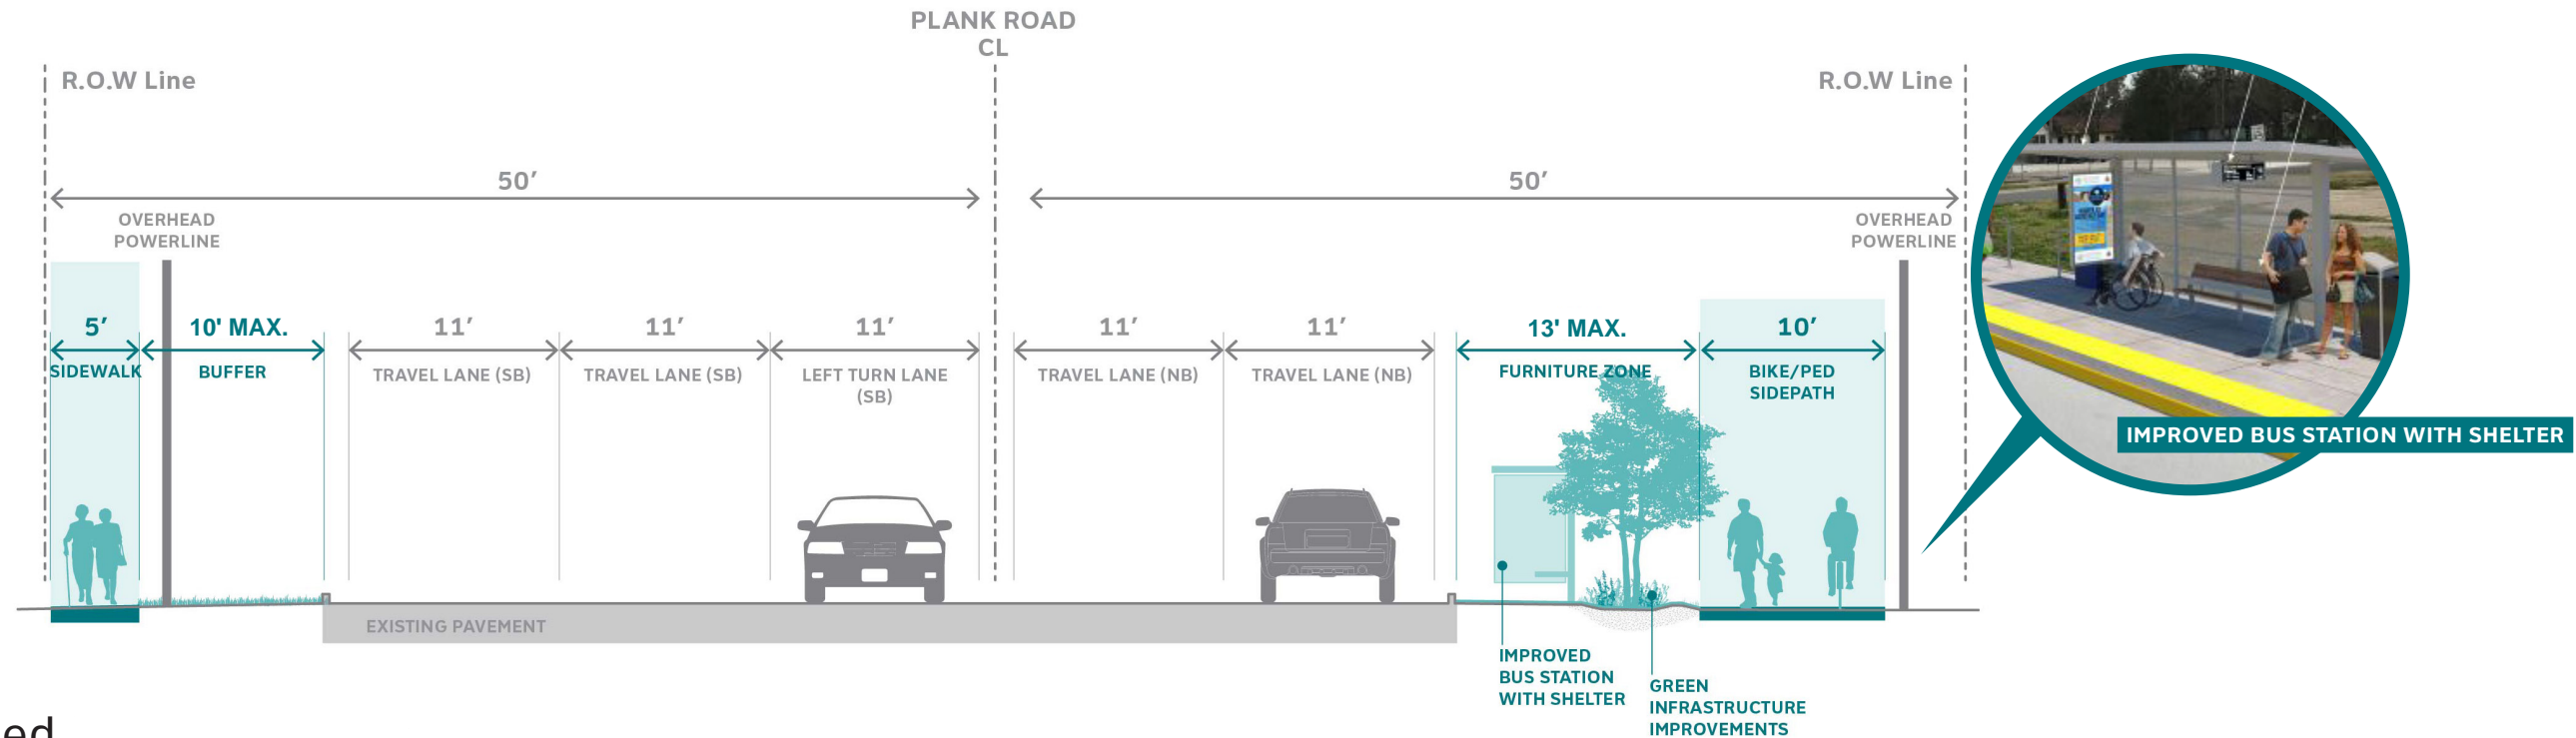 PLANK ROAD
CL
R.O.W Line
R.O.W Line
50’
50’
OVERHEAD
POWERLINE
OVERHEAD
POWERLINE
5’
10' MAX.
11’
11’
11’
11’
11’
13' MAX.
10’
SIDEWALK
BUFFER
TRAVEL LANE (SB)
TRAVEL LANE (SB)
LEFT TURN LANE
(SB)
TRAVEL LANE (NB)
TRAVEL LANE (NB)
FURNITURE ZONE
BIKE/PED
SIDEPATH
IMPROVED BUS STATION WITH SHELTER
EXISTING PAVEMENT
IMPROVED
BUS STATION
WITH SHELTER
GREEN
INFRASTRUCTURE
IMPROVEMENTS
ed